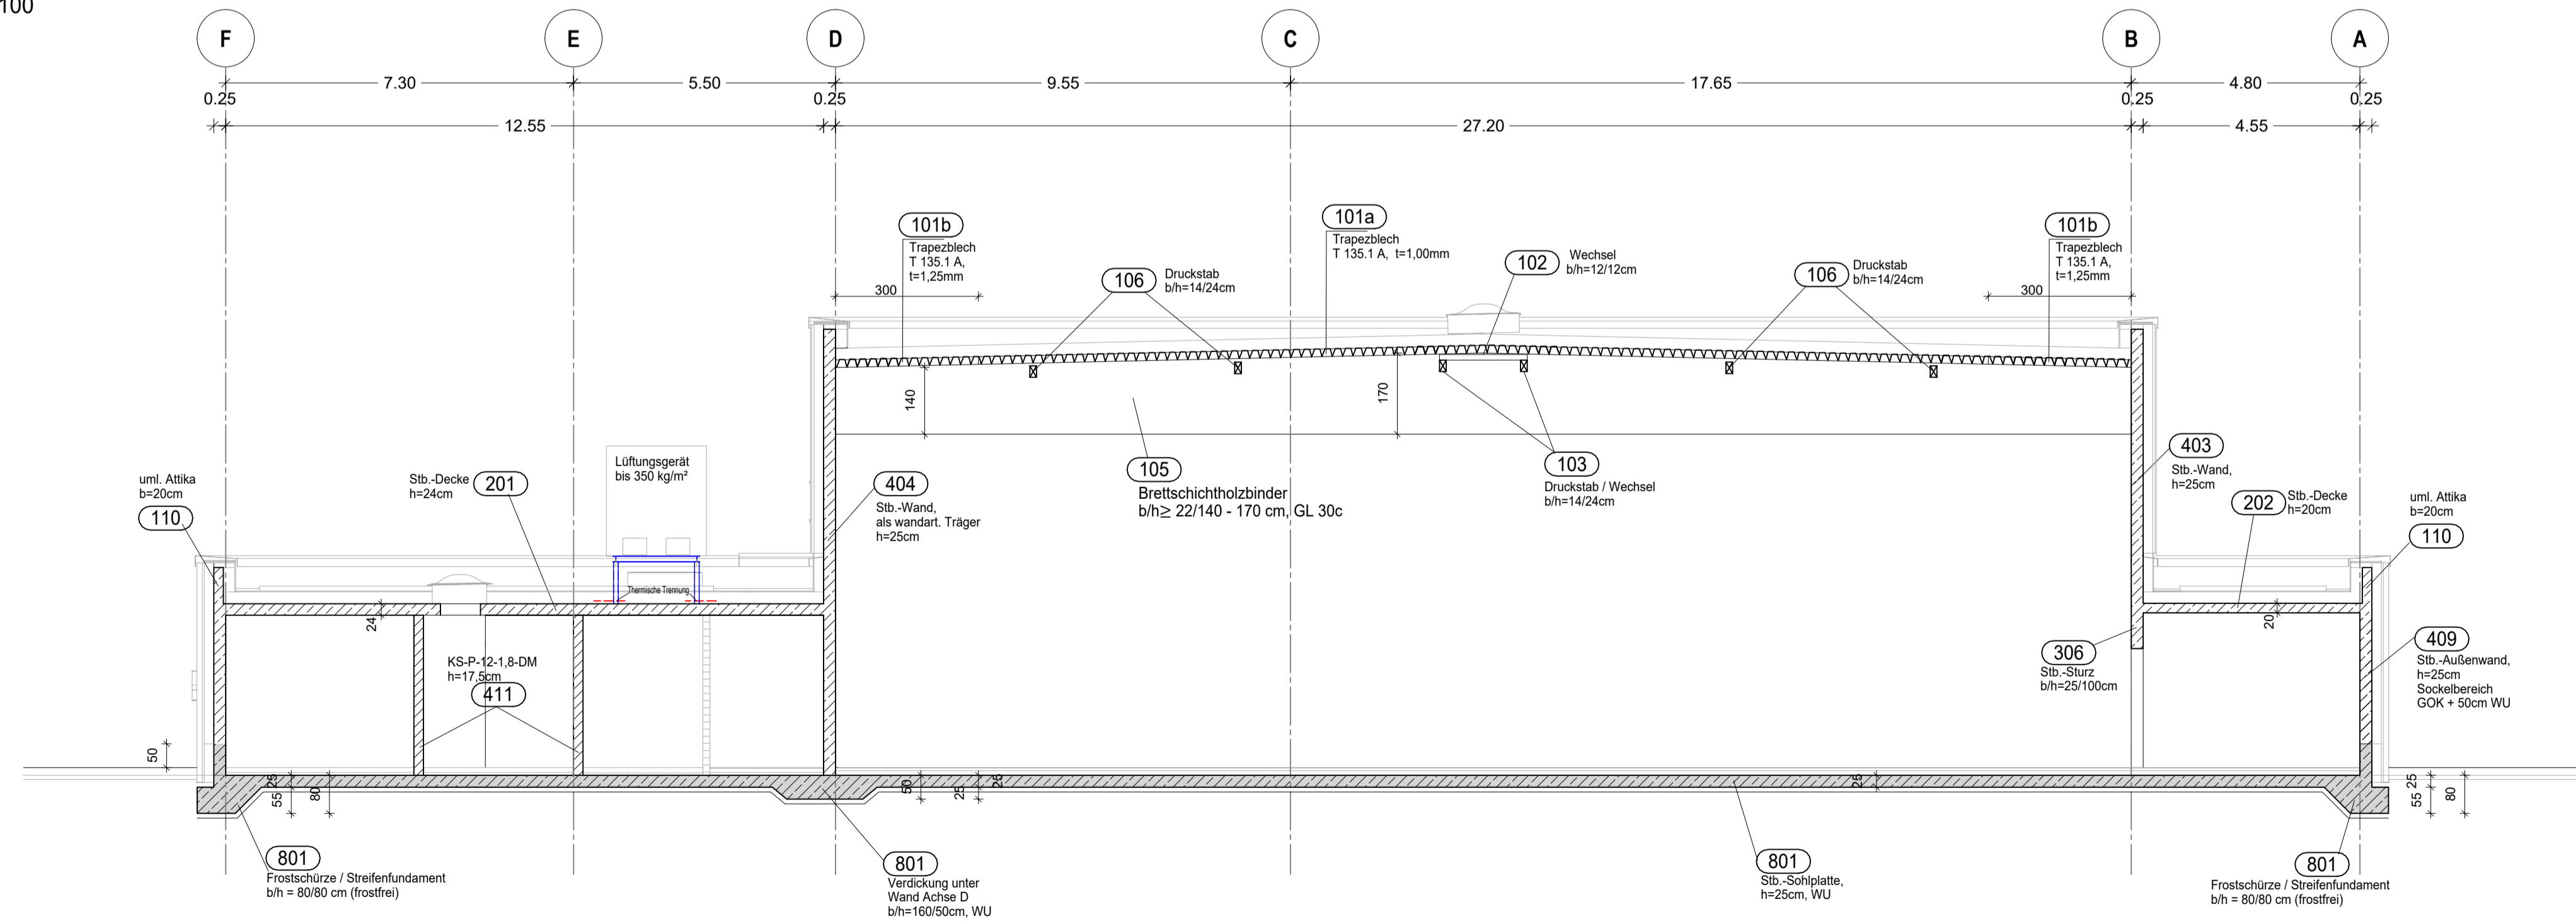 100
F
E
D
C
B
A
7.30
5.50
9.55
17.65
4.80
0.25
0.25
0.25
0.25
12.55
27.20
4.55
101b
Trapezblech
T 135.1 A,
t=1,25mm
300
106
Druckstab
b/h=14/24cm
101a
Trapezblech
T 135.1 A, t=1,00mm
102
Wechsel
b/h=12/12cm
106
Druckstab
b/h=14/24cm
101b
Trapezblech
T 135.1 A,
t=1,25mm
300
140
170
uml. Attika
b=20cm
110
Stb.-Decke
h=24cm
201
Lüftungsgerät
bis 350 kg/m²
Thermische Trennung
404
Stb.-Wand,
als wandart. Träger
h=25cm
105
Brettschichtholzbinder
b/h≥ 22/140 - 170 cm, GL 30c
103
Druckstab / Wechsel
b/h=14/24cm
403
Stb.-Wand,
h=25cm
202
Stb.-Decke
h=20cm
uml. Attika
b=20cm
110
24
20
KS-P-12-1,8-DM
h=17,5cm
411
306
Stb.-Sturz
b/h=25/100cm
409
Stb.-Außenwand,
h=25cm
Sockelbereich
GOK + 50cm WU
50
25
55
80
50
25
25
25
25
55
80
801
Frostschürze / Streifenfundament
b/h = 80/80 cm (frostfrei)
801
Verdickung unter
Wand Achse D
b/h=160/50cm, WU
801
Stb.-Sohlplatte,
h=25cm, WU
801
Frostschürze / Streifenfundament
b/h = 80/80 cm (frostfrei)